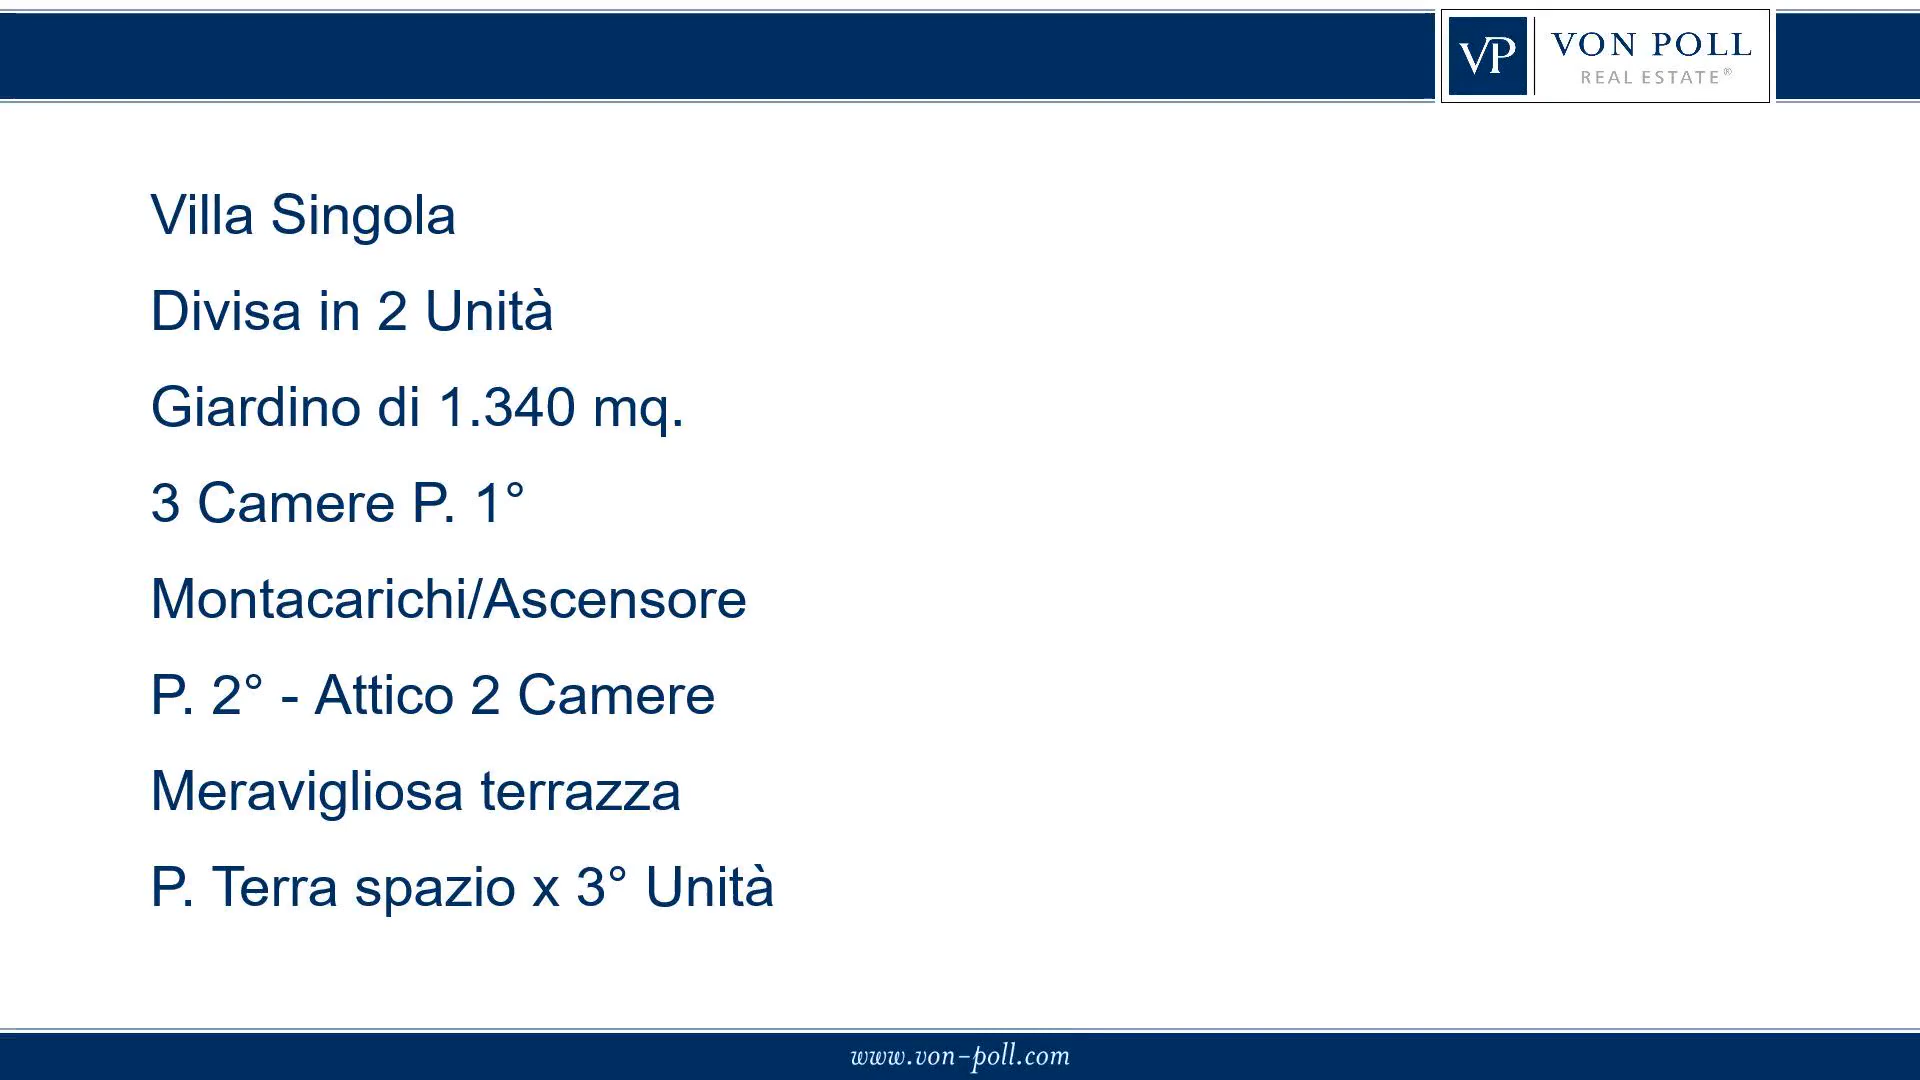 VP
VON POLL
REAL ESTATE®
Villa Singola
Divisa in 2 Unità
Giardino di 1.340 mq.
3 Camere P. 1°
Montacarichi/Ascensore
P. 2° - Attico 2 Camere
Meravigliosa terrazza
P. Terra spazio x 3° Unità
www.von-poll.com